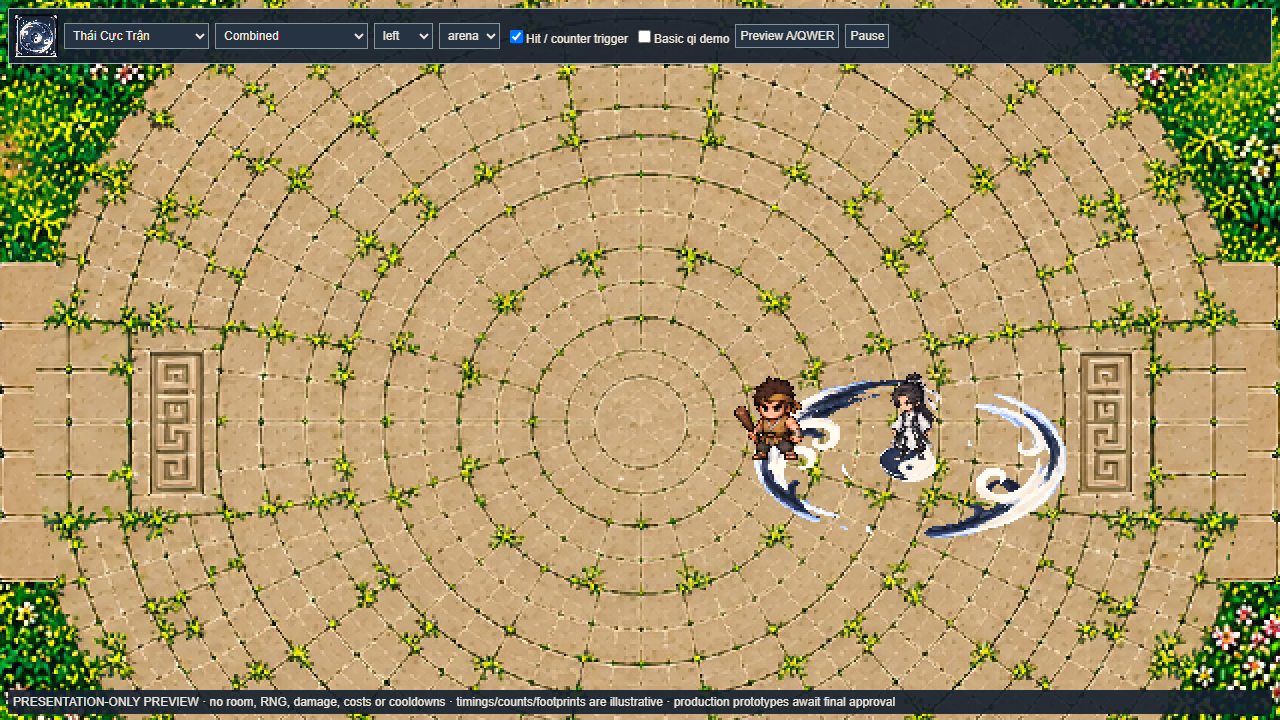 Thái Cực Trận Combined left arena Hit / counter trigger Basic qi demo Preview A/QWER Pause
PRESENTATION-ONLY PREVIEW · no room, RNG, damage, costs or cooldowns · timings/counts/footprints are illustrative · production prototypes await final approval